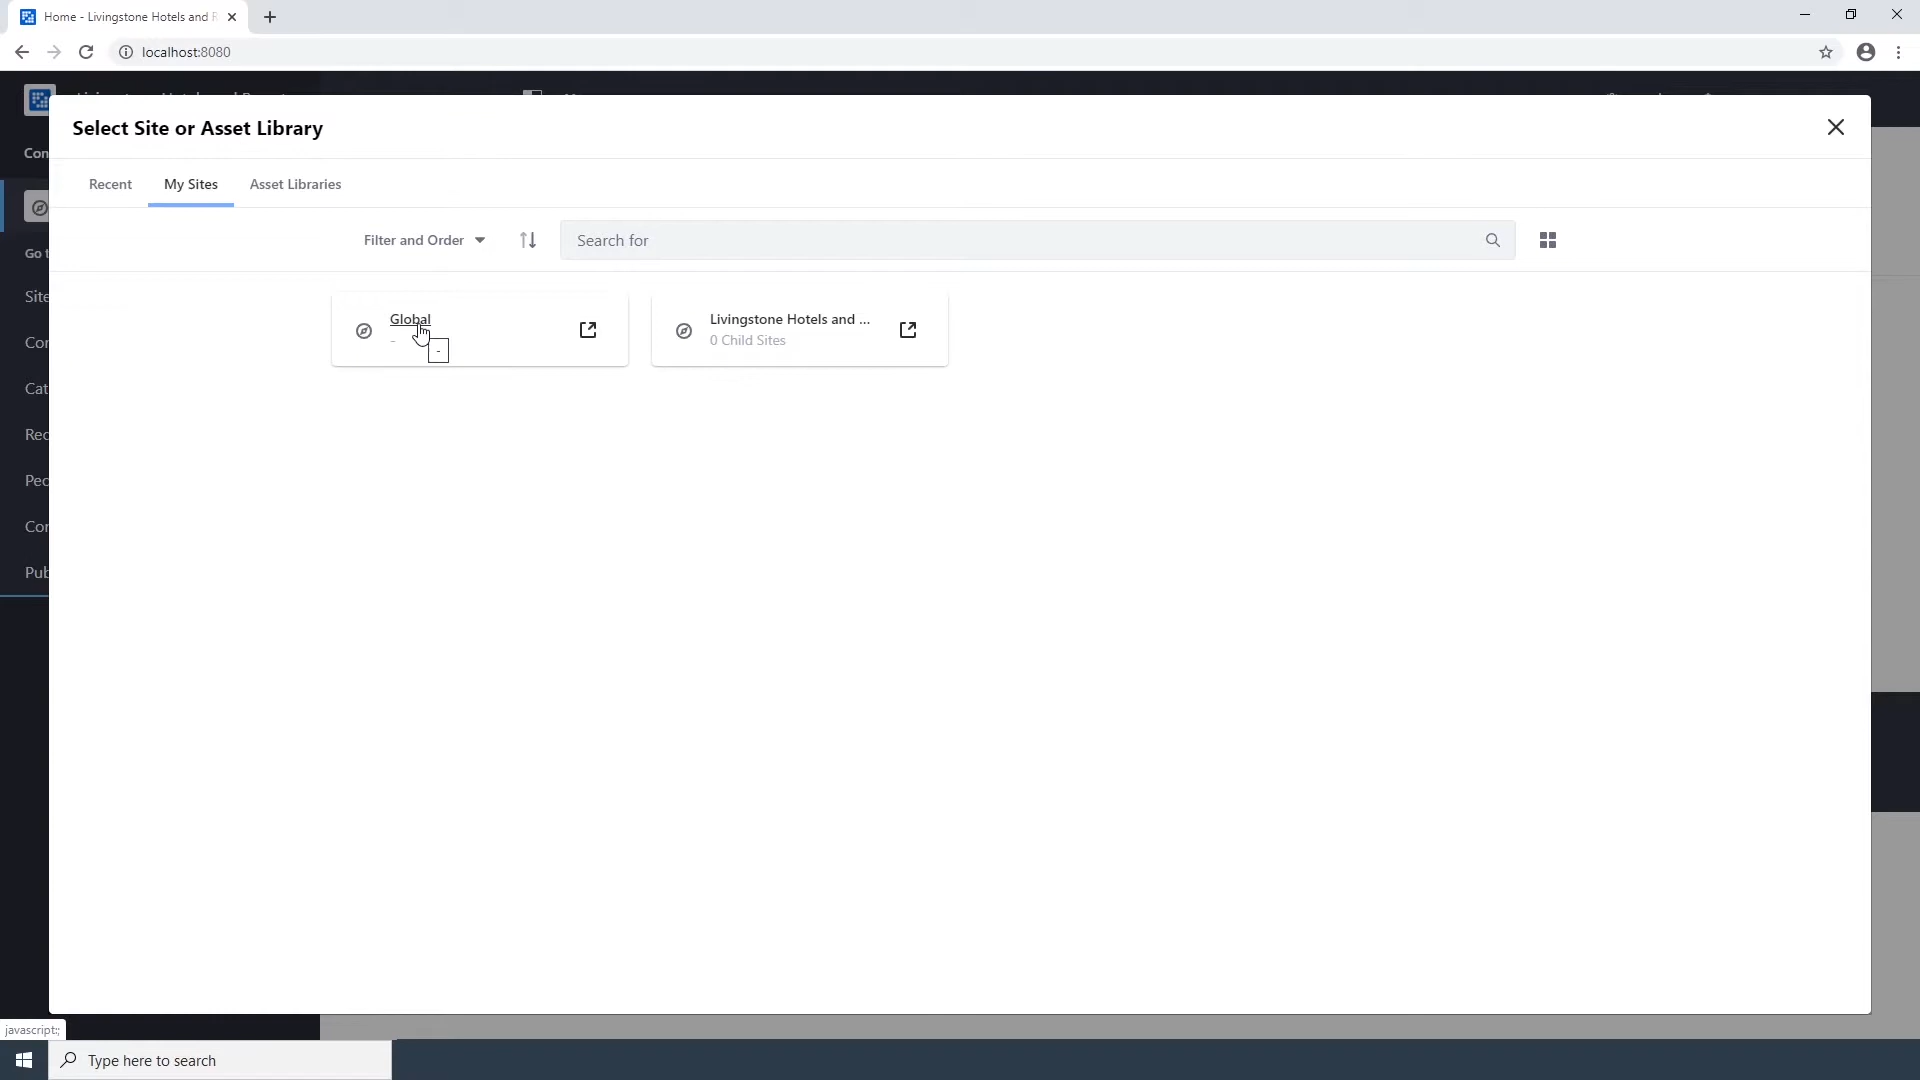 Home - Livingstone Hotels and R
localhost:8080
Select Site or Asset Library
Recent
My Sites
Asset Libraries
Filter and Order
Search for
Global
-
-
Livingstone Hotels and ...
0 Child Sites
Con
Go t
Site
Con
Cat
Rec
Peo
Pub
javascript:;
Type here to search